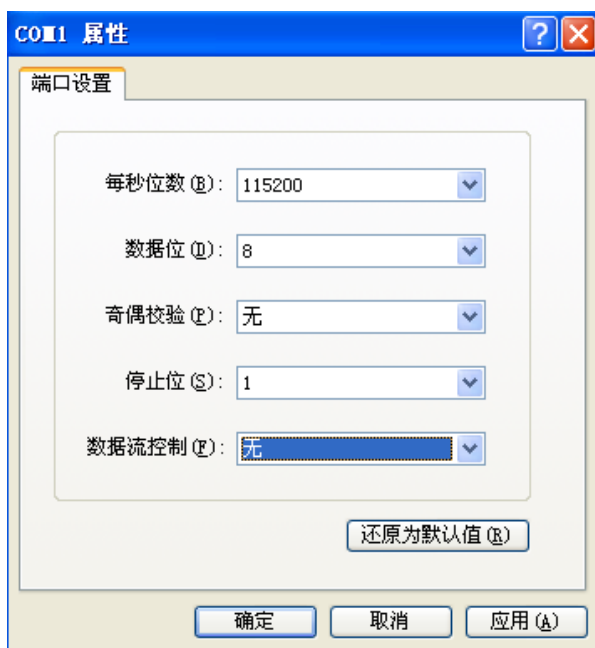 COM1 属性
端口设置
每秒位数(B): 115200
数据位(D): 8
奇偶校验(P): 无
停止位(S): 1
数据流控制(F): 无
还原为默认值(R)
确定 取消 应用(A)